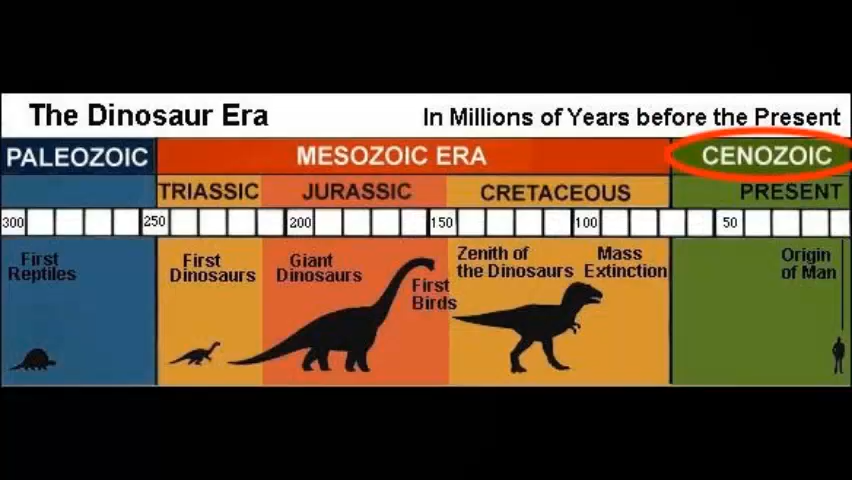 The Dinosaur Era
In Millions of Years before the Present
PALEOZOIC
MESOZOIC ERA
CENOZOIC
TRIASSIC
JURASSIC
CRETACEOUS
PRESENT
300
250
200
150
100
50
First
Reptiles
First
Dinosaurs
Giant
Dinosaurs
First
Birds
Zenith of
the Dinosaurs
Mass
Extinction
Origin
of Man